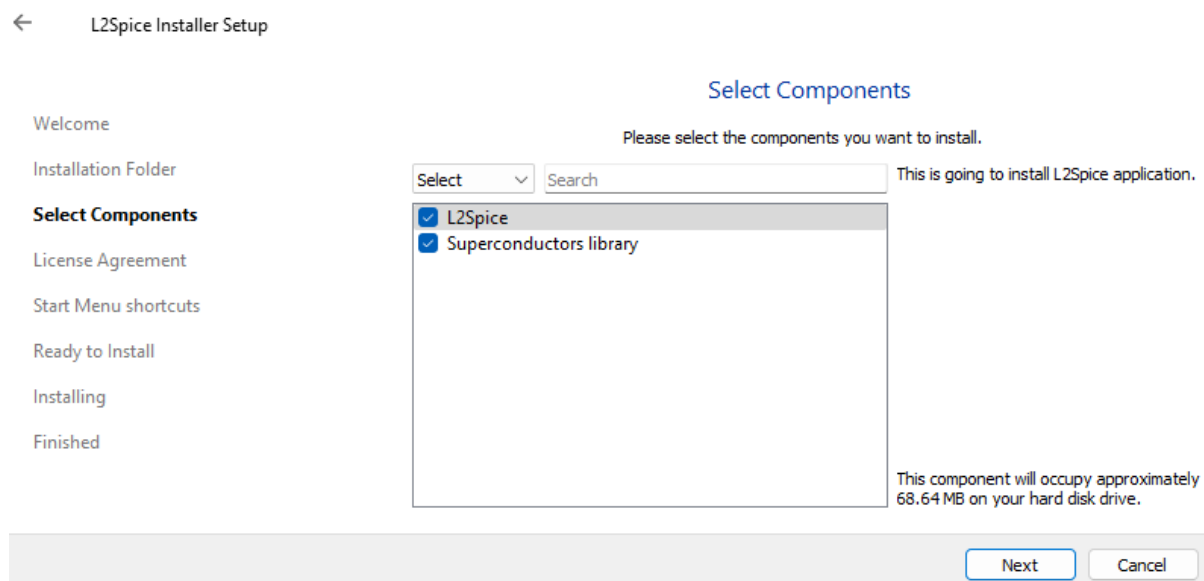 L2Spice Installer Setup
Select Components
Welcome
Please select the components you want to install.
Installation Folder
Select
Search
This is going to install L2Spice application.
Select Components
L2Spice
Superconductors library
License Agreement
Start Menu shortcuts
Ready to Install
Installing
Finished
This component will occupy approximately
68.64 MB on your hard disk drive.
Next
Cancel